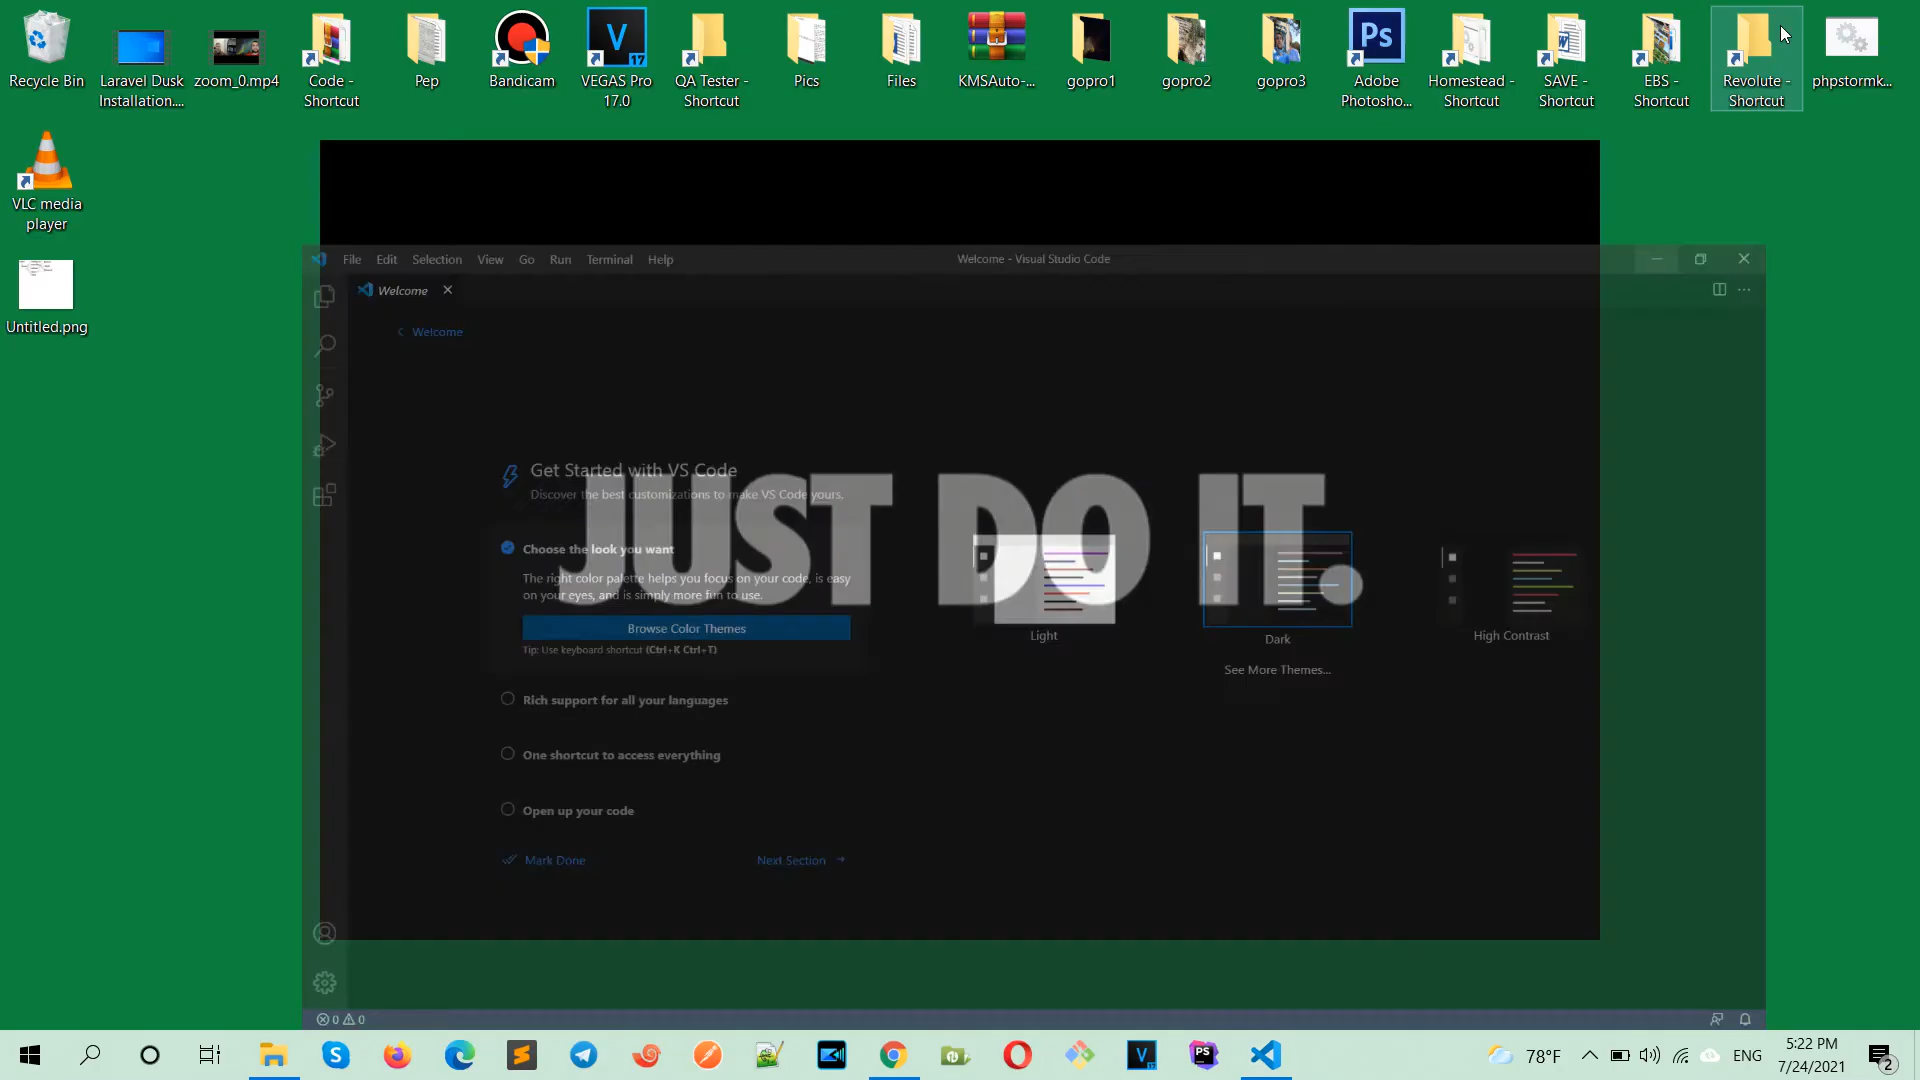 Recycle Bin
Laravel Dusk
Installation....
zoom_0.mp4
Code -
Shortcut
Pep
Bandicam
VEGAS Pro
17.0
QA Tester -
Shortcut
Pics
Files
KMSAuto-...
gopro1
gopro2
gopro3
Adobe
Photosho...
Homestead -
Shortcut
SAVE -
Shortcut
EBS -
Shortcut
Revolute -
Shortcut
phpstormk...
VLC media
player
Untitled.png
File Edit Selection View Go Run Terminal Help
Welcome - Visual Studio Code
Welcome
Welcome
Get Started with VS Code
Discover the best customizations to make VS Code yours.
JUST DO IT.
Choose the look you want
The right color palette helps you focus on your code, is easy
on your eyes, and is simply more fun to use.
Browse Color Themes
Tip: Use keyboard shortcut (Ctrl+K Ctrl+T)
Light
Dark
High Contrast
See More Themes...
Rich support for all your languages
One shortcut to access everything
Open up your code
Mark Done
Next Section
0 0
78°F
ENG
5:22 PM
7/24/2021
2
Ps
V
17
PS